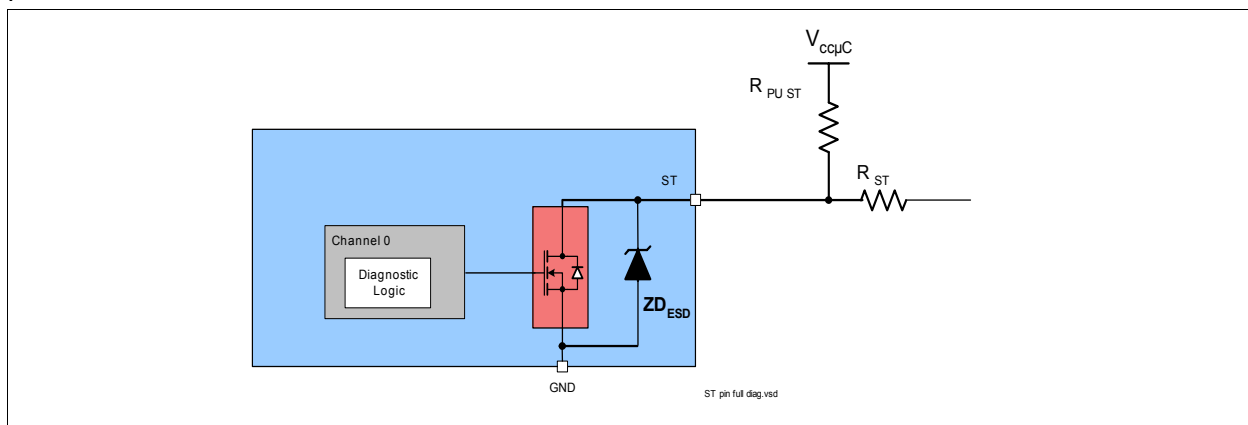 VccµC
R PU ST
R ST
ST
Channel 0
Diagnostic
Logic
ZDESD
GND
ST pin full diag.vsd